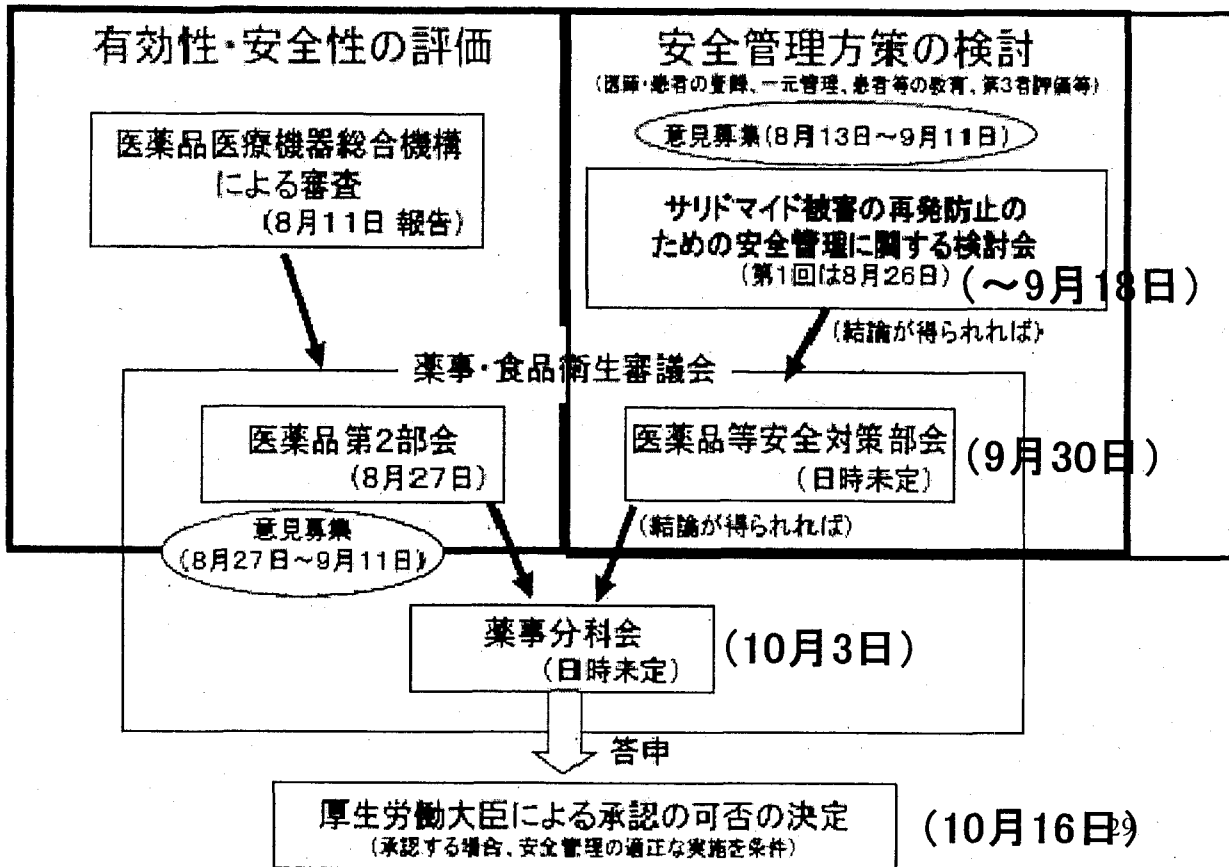 有効性・安全性の評価
医薬品医療機器総合機構
による審査
(8月11日 報告)
安全管理方策の検討
(医師・患者の登録、一元管理、患者等の教育、第3者評価等)
意見募集(8月13日~9月11日)
サリドマイド被害の再発防止の
ための安全管理に関する検討会
(第1回は8月26日)
(~9月18日)
(結論が得られれば)
薬事・食品衛生審議会
医薬品第2部会
(8月27日)
医薬品等安全対策部会
(日時未定)
(9月30日)
意見募集
(8月27日~9月11日)
(結論が得られれば)
薬事分科会
(日時未定)
(10月3日)
答申
厚生労働大臣による承認の可否の決定
(承認する場合、安全管理の適正な実施を条件)
(10月16日)
29